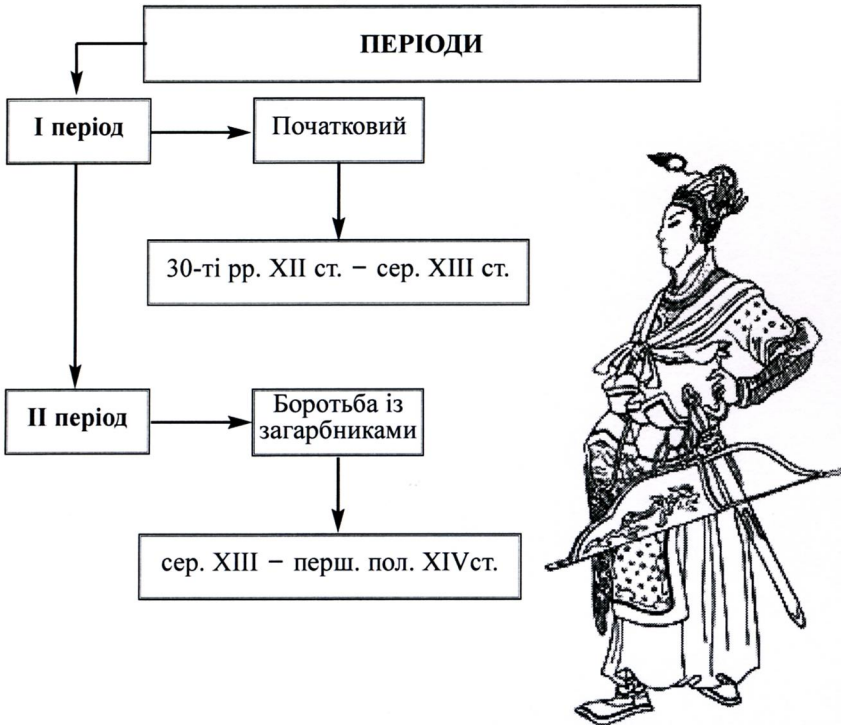 ПЕРІОДИ
І період
Початковий
30-ті рр. XII ст. – сер. XIII ст.
ІІ період
Боротьба із
загарбниками
сер. XIII – перш. пол. XIVст.